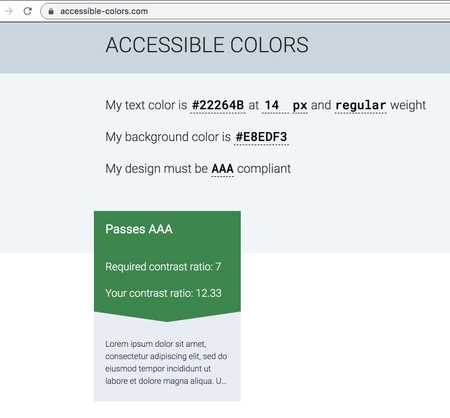 accessible-colors.com
ACCESSIBLE COLORS
My text color is #22264B at 14 px and regular weight
My background color is #E8EDF3
My design must be AAA compliant
Passes AAA
Required contrast ratio: 7
Your contrast ratio: 12.33
Lorem ipsum dolor sit amet,
consectetur adipiscing elit, sed do
eiusmod tempor incididunt ut
labore et dolore magna aliqua. U...